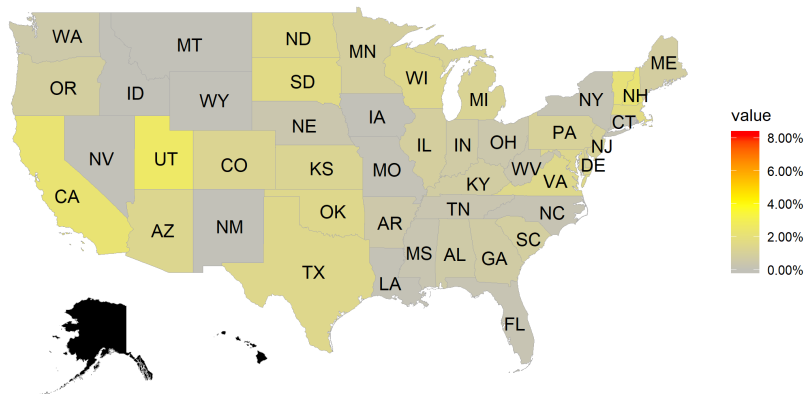 WA
MT
ND
MN
ME
OR
ID
SD
WI
MI
NH
NY
WY
CT
IA
NE
PA
NJ
NV
UT
CO
IL
IN
OH
DE
KS
MO
WV
VA
CA
KY
AZ
NM
OK
AR
TN
NC
SC
MS
AL
GA
TX
LA
FL
value
8.00%
6.00%
4.00%
2.00%
0.00%